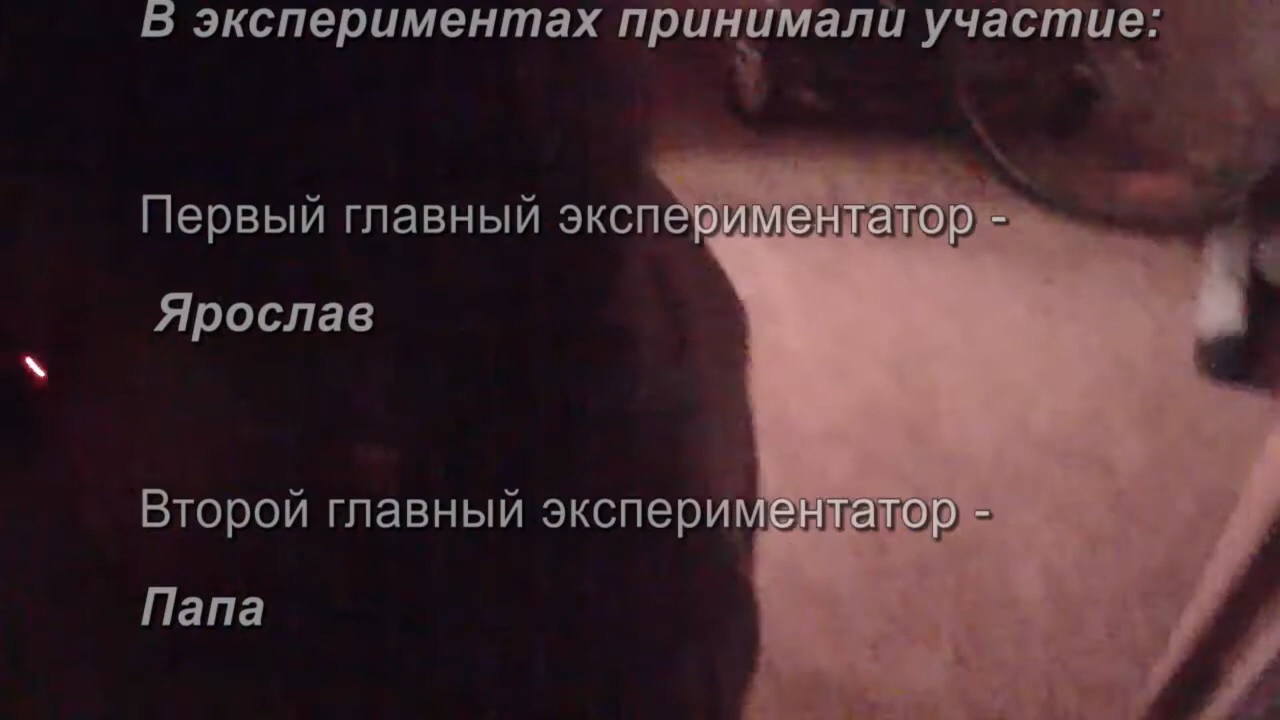 В экспериментах принимали участие:
Первый главный экспериментатор -
Ярослав
Второй главный экспериментатор -
Папа